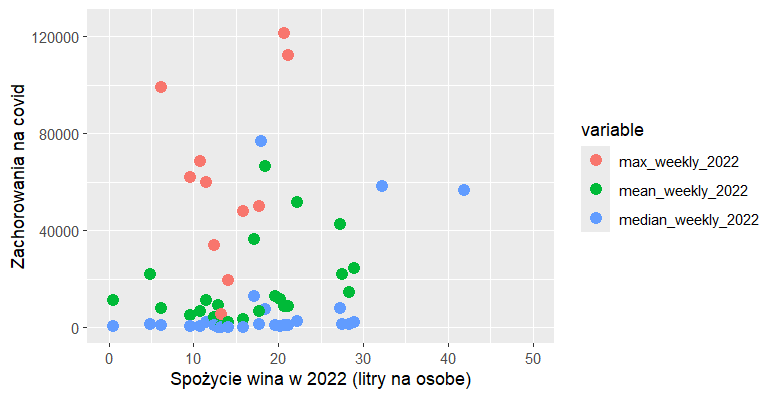 120000
80000
40000
0
Zachorowania na covid
0 10 20 30 40 50
Spożycie wina w 2022 (litry na osobe)
variable
max_weekly_2022
mean_weekly_2022
median_weekly_2022